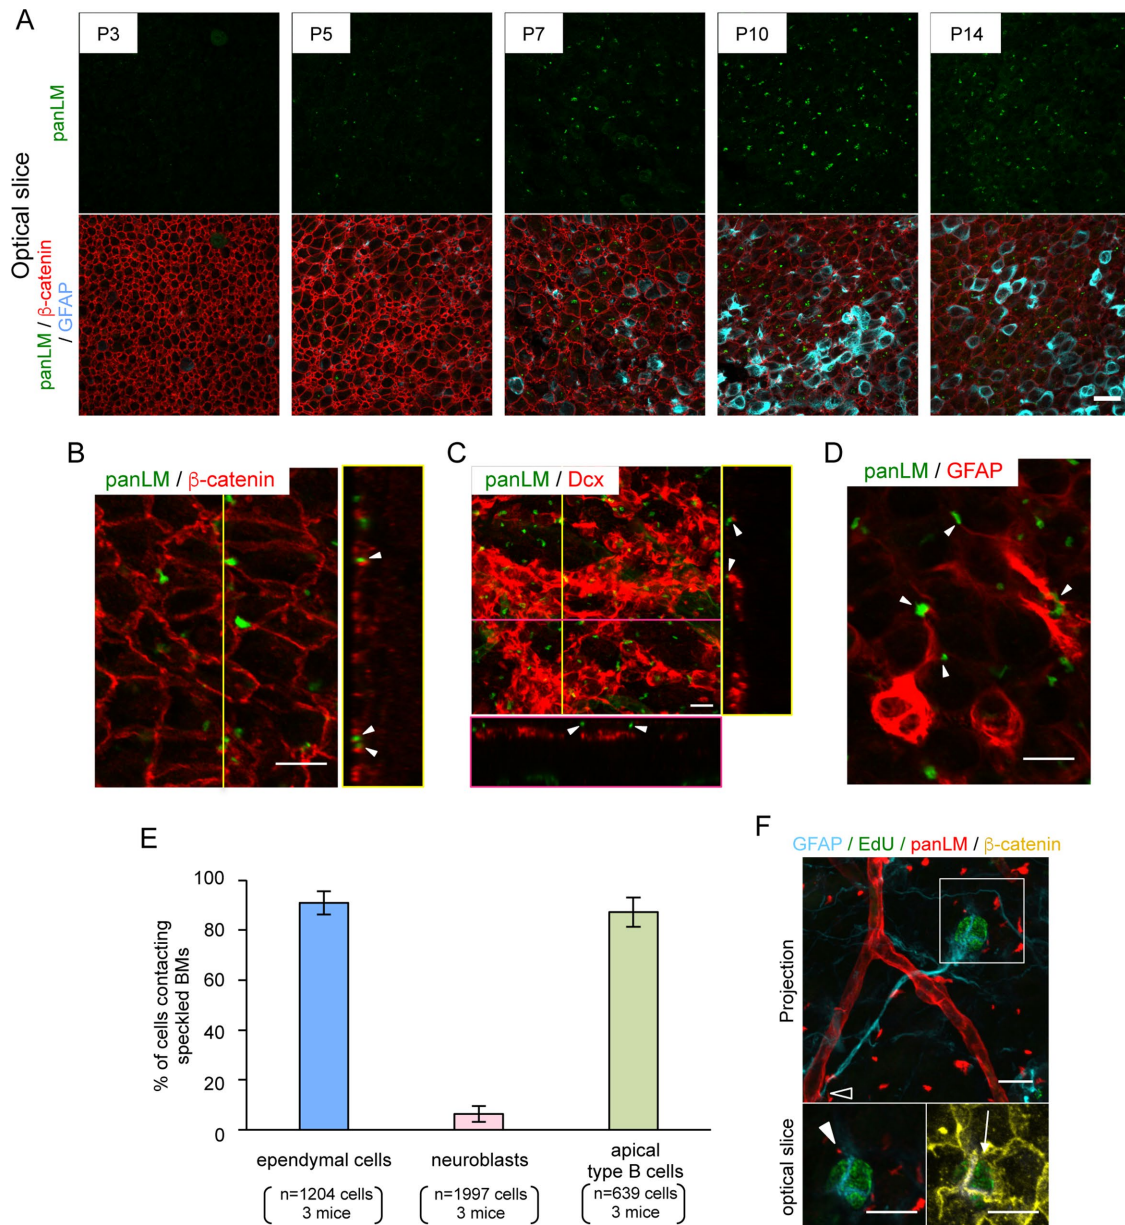 A
P3
P5
P7
P10
P14
panLM
Optical slice
panLM / β-catenin
/ GFAP
B
panLM / β-catenin
C
panLM / Dcx
D
panLM / GFAP
E
% of cells contacting
speckled BMs
100
80
60
40
20
0
ependymal cells
neuroblasts
apical
type B cells
n=1204 cells
3 mice
n=1997 cells
3 mice
n=639 cells
3 mice
F
GFAP / EdU / panLM / β-catenin
Projection
optical slice